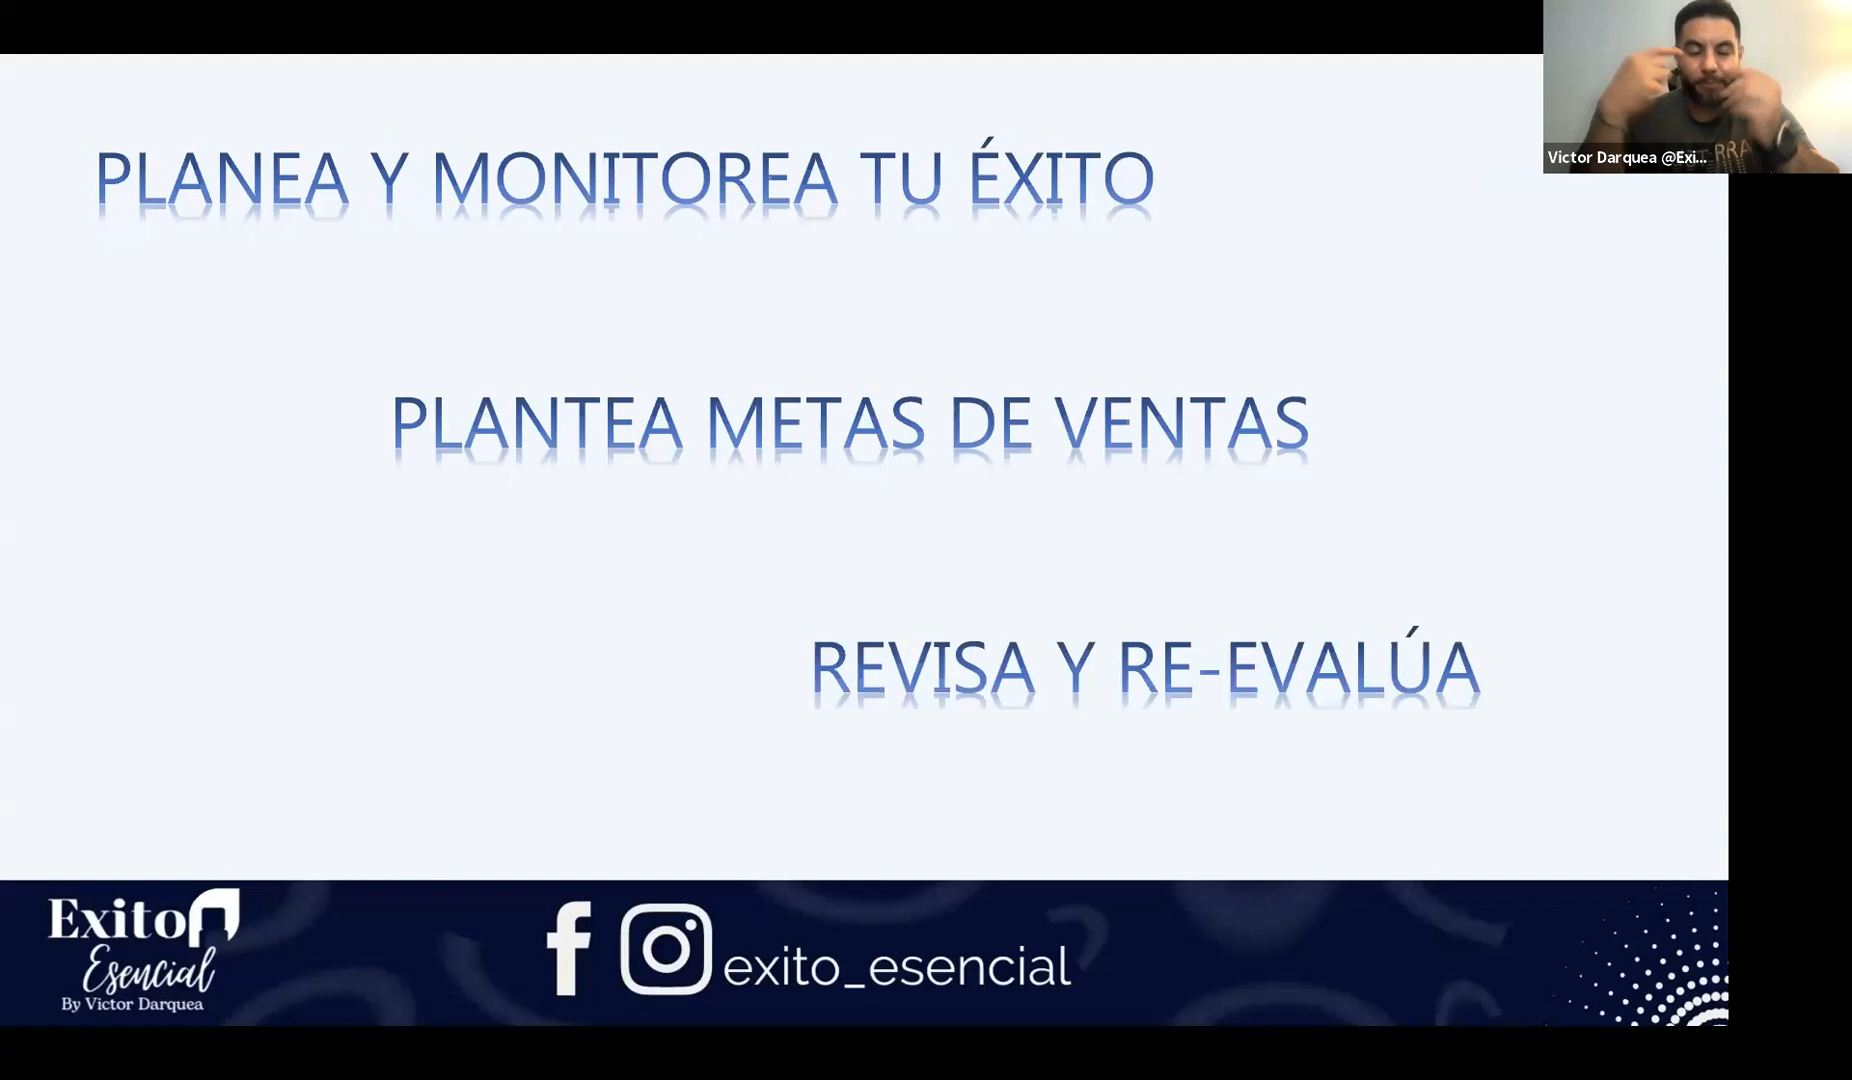 PLANEA Y MONITOREA TU ÉXITO
Victor Darquea @Exi...
PLANTEA METAS DE VENTAS
REVISA Y RE-EVALÚA
Exito
Esencial
By Victor Darquea
exito_esencial